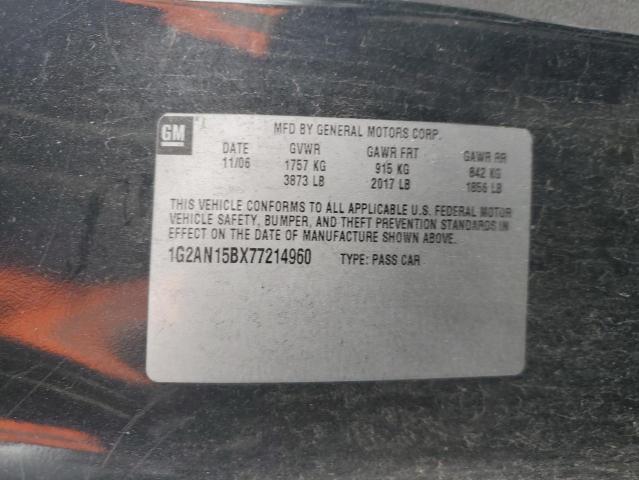 GM
MFD BY GENERAL MOTORS CORP.
DATE GVWR GAWR FRT GAWR RR
11/06 1757 KG 915 KG 842 KG
3873 LB 2017 LB 1856 LB
THIS VEHICLE CONFORMS TO ALL APPLICABLE U.S. FEDERAL MOTOR
VEHICLE SAFETY, BUMPER, AND THEFT PREVENTION STANDARDS IN
EFFECT ON THE DATE OF MANUFACTURE SHOWN ABOVE.
1G2AN15BX77214960 TYPE: PASS CAR